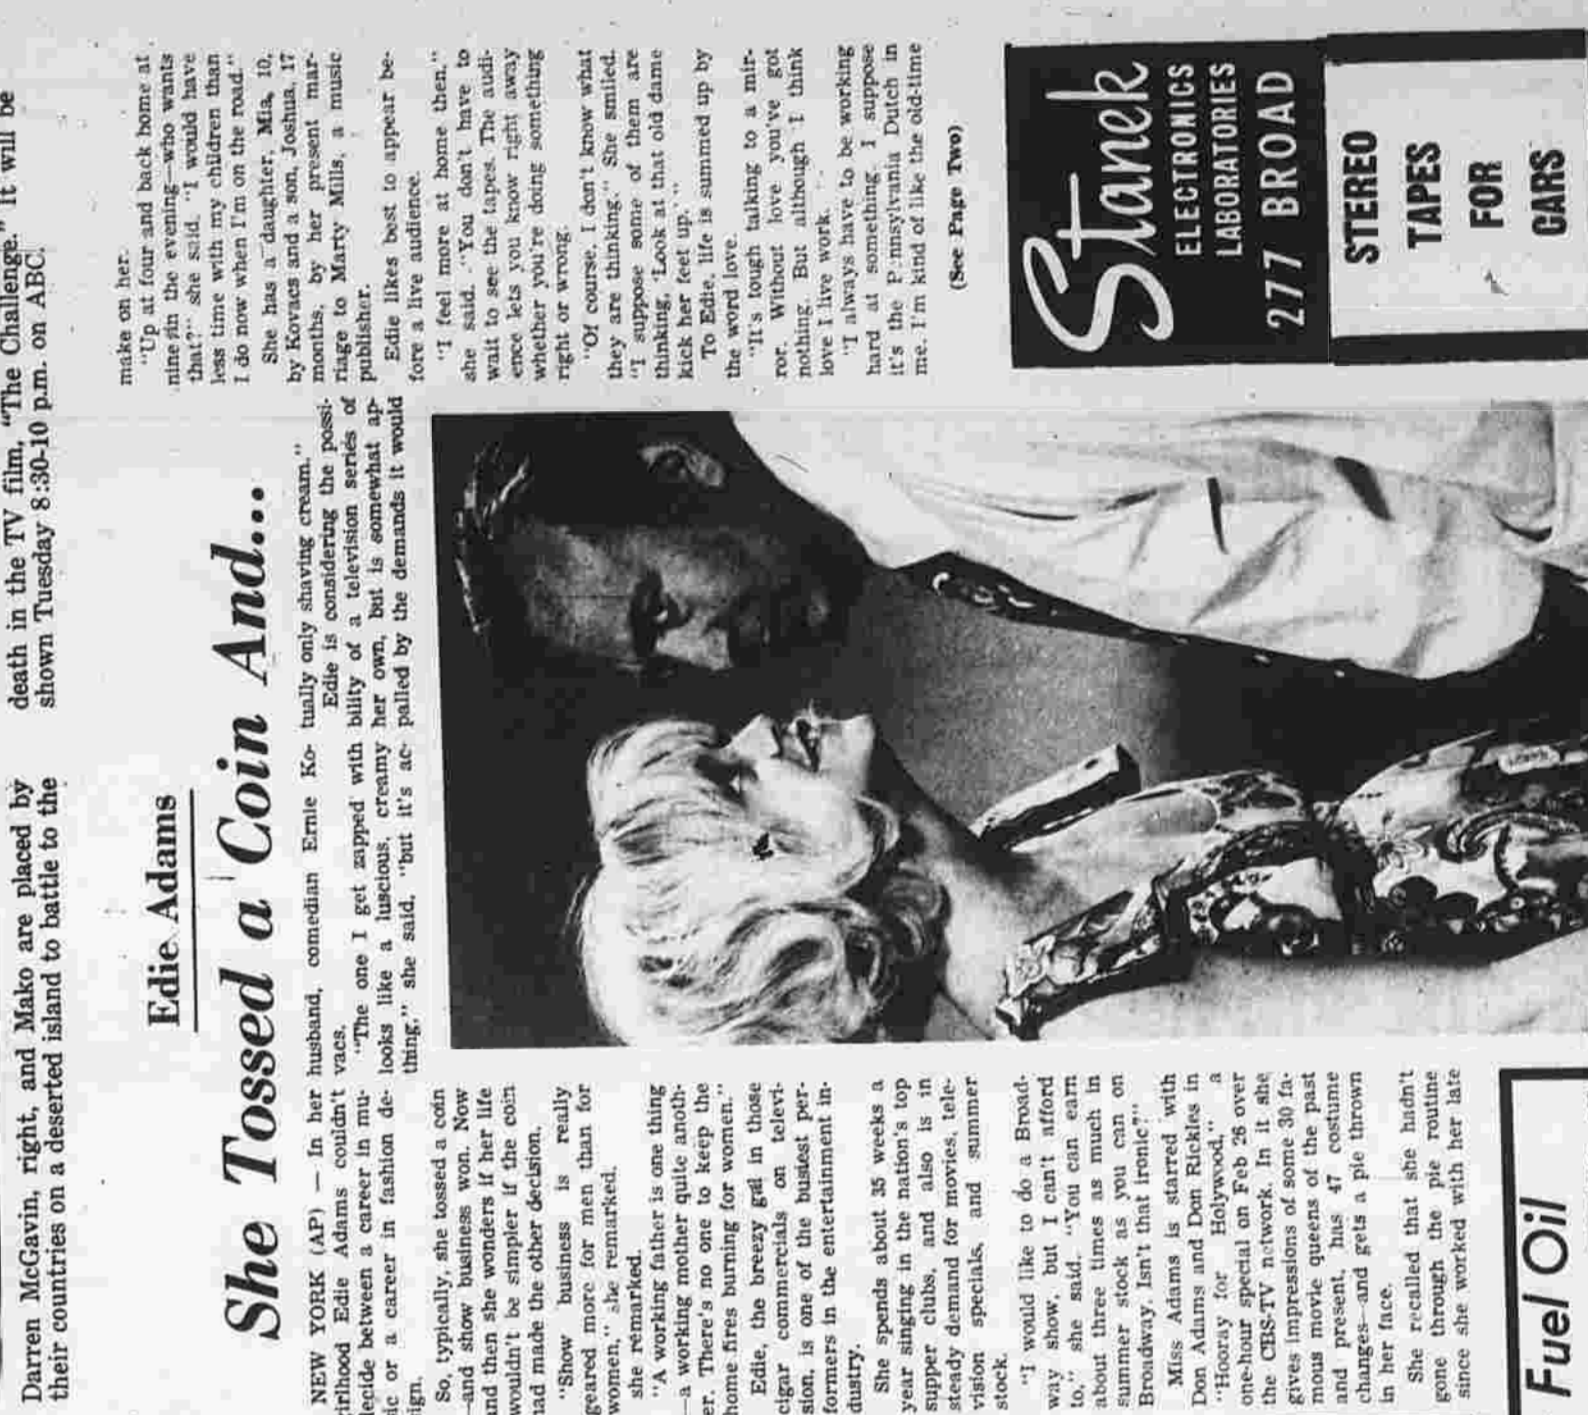 Darren McGavin, right, and Mako are placed by
their countries on a deserted island to battle to the
death in the TV film, "The Challenge." It will be
shown Tuesday 8:30-10 p.m. on ABC.
Edie Adams
She Tossed a Coin And...
NEW YORK (AP) — In her
girlhood Edie Adams couldn't
decide between a career in mu-
sic or a career in fashion de-
sign.
So, typically, she tossed a coin
—and show business won. Now
and then she wonders if her life
wouldn't be simpler if the coin
had made the other decision.
"Show business is really
geared more for men than for
women," she remarked.
she remarked.
"A working father is one thing
—a working mother quite anoth-
er. There's no one to keep the
home fires burning for women."
Edie, the breezy gal in those
cigar commercials on televi-
sion, is one of the busiest per-
formers in the entertainment in-
dustry.
She spends about 35 weeks a
year singing in the nation's top
supper clubs, and also is in
steady demand for movies, tele-
vision specials, and summer
stock.
"I would like to do a Broad-
way show, but I can't afford
to," she said. "You can earn
about three times as much in
summer stock as you can on
Broadway. Isn't that ironic?"
Miss Adams is starred with
Don Adams and Don Rickles in
"Hooray for Holywood," a
one-hour special on Feb 26 over
the CBS-TV network. In it she
gives impressions of some 30 fa-
mous movie queens of the past
and present, has 47 costume
changes—and gets a pie thrown
in her face.
She recalled that she hadn't
gone through the pie routine
since she worked with her late
husband, comedian Ernie Ko-
vacs.
"The one I get zapped with
looks like a luscious, creamy
thing," she said, "but it's ac-
tually only shaving cream."
Edie is considering the possi-
bility of a television series of
her own, but is somewhat ap-
palled by the demands it would
make on her.
"Up at four and back home at
nine in the evening—who wants
that?" she said. "I would have
less time with my children than
I do now when I'm on the road."
She has a daughter, Mia, 10,
by Kovacs and a son, Joshua, 17
months, by her present mar-
riage to Marty Mills, a music
publisher.
Edie likes best to appear be-
fore a live audience.
"I feel more at home then,"
she said. "You don't have to
wait to see the tapes. The audi-
ence lets you know right away
whether you're doing something
right or wrong.
"Of course, I don't know what
they are thinking." She smiled.
"I suppose some of them are
thinking, 'Look at that old dame
kick her feet up.'"
To Edie, life is summed up by
the word love.
"It's tough talking to a mir-
ror. Without love you've got
nothing. But although I think
love I live work.
"I always have to be working
hard at something. I suppose
it's the Pennsylvania Dutch in
me. I'm kind of like the old-time
(See Page Two)
Stanek
ELECTRONICS
LABORATORIES
277 BROAD
STEREO
TAPES
FOR
CARS
Fuel Oil